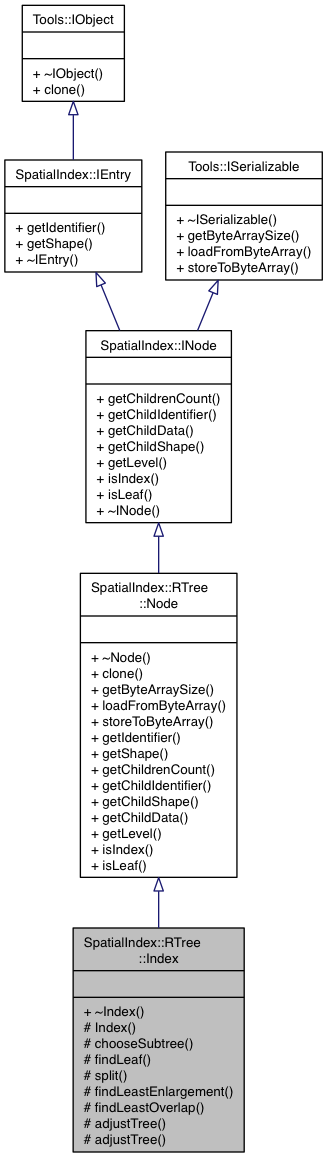 Tools::IObject
+ ~IObject()
+ clone()
SpatialIndex::IEntry
+ getIdentifier()
+ getShape()
+ ~IEntry()
Tools::ISerializable
+ ~ISerializable()
+ getByteArraySize()
+ loadFromByteArray()
+ storeToByteArray()
SpatialIndex::INode
+ getChildrenCount()
+ getChildIdentifier()
+ getChildData()
+ getChildShape()
+ getLevel()
+ isIndex()
+ isLeaf()
+ ~INode()
SpatialIndex::RTree
::Node
+ ~Node()
+ clone()
+ getByteArraySize()
+ loadFromByteArray()
+ storeToByteArray()
+ getIdentifier()
+ getShape()
+ getChildrenCount()
+ getChildIdentifier()
+ getChildShape()
+ getChildData()
+ getLevel()
+ isIndex()
+ isLeaf()
SpatialIndex::RTree
::Index
+ ~Index()
# Index()
# chooseSubtree()
# findLeaf()
# split()
# findLeastEnlargement()
# findLeastOverlap()
# adjustTree()
# adjustTree()